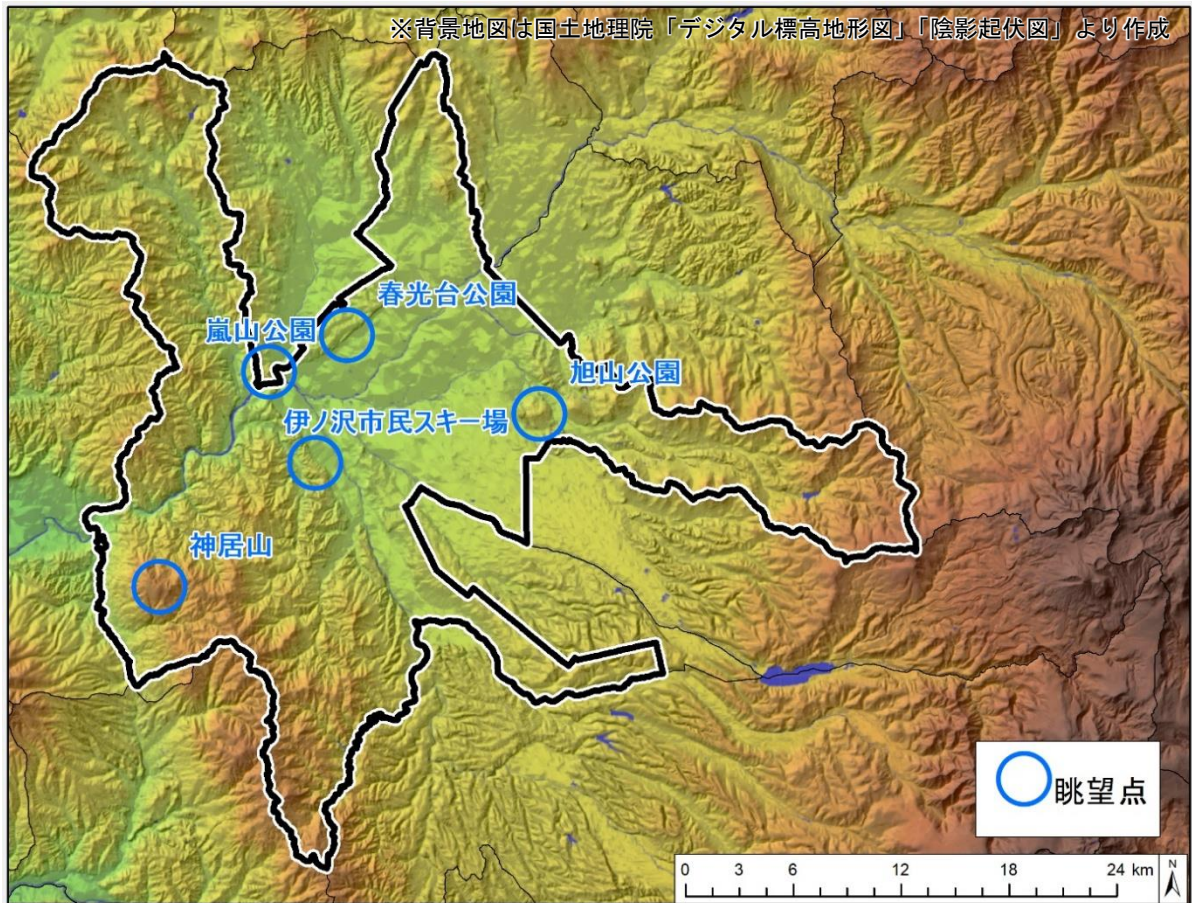 ※背景地図は国土地理院「デジタル標高地形図」「陰影起伏図」より作成
春光台公園
嵐山公園
旭山公園
伊ノ沢市民スキー場
神居山
眺望点
0 3 6 12 18 24 km
N